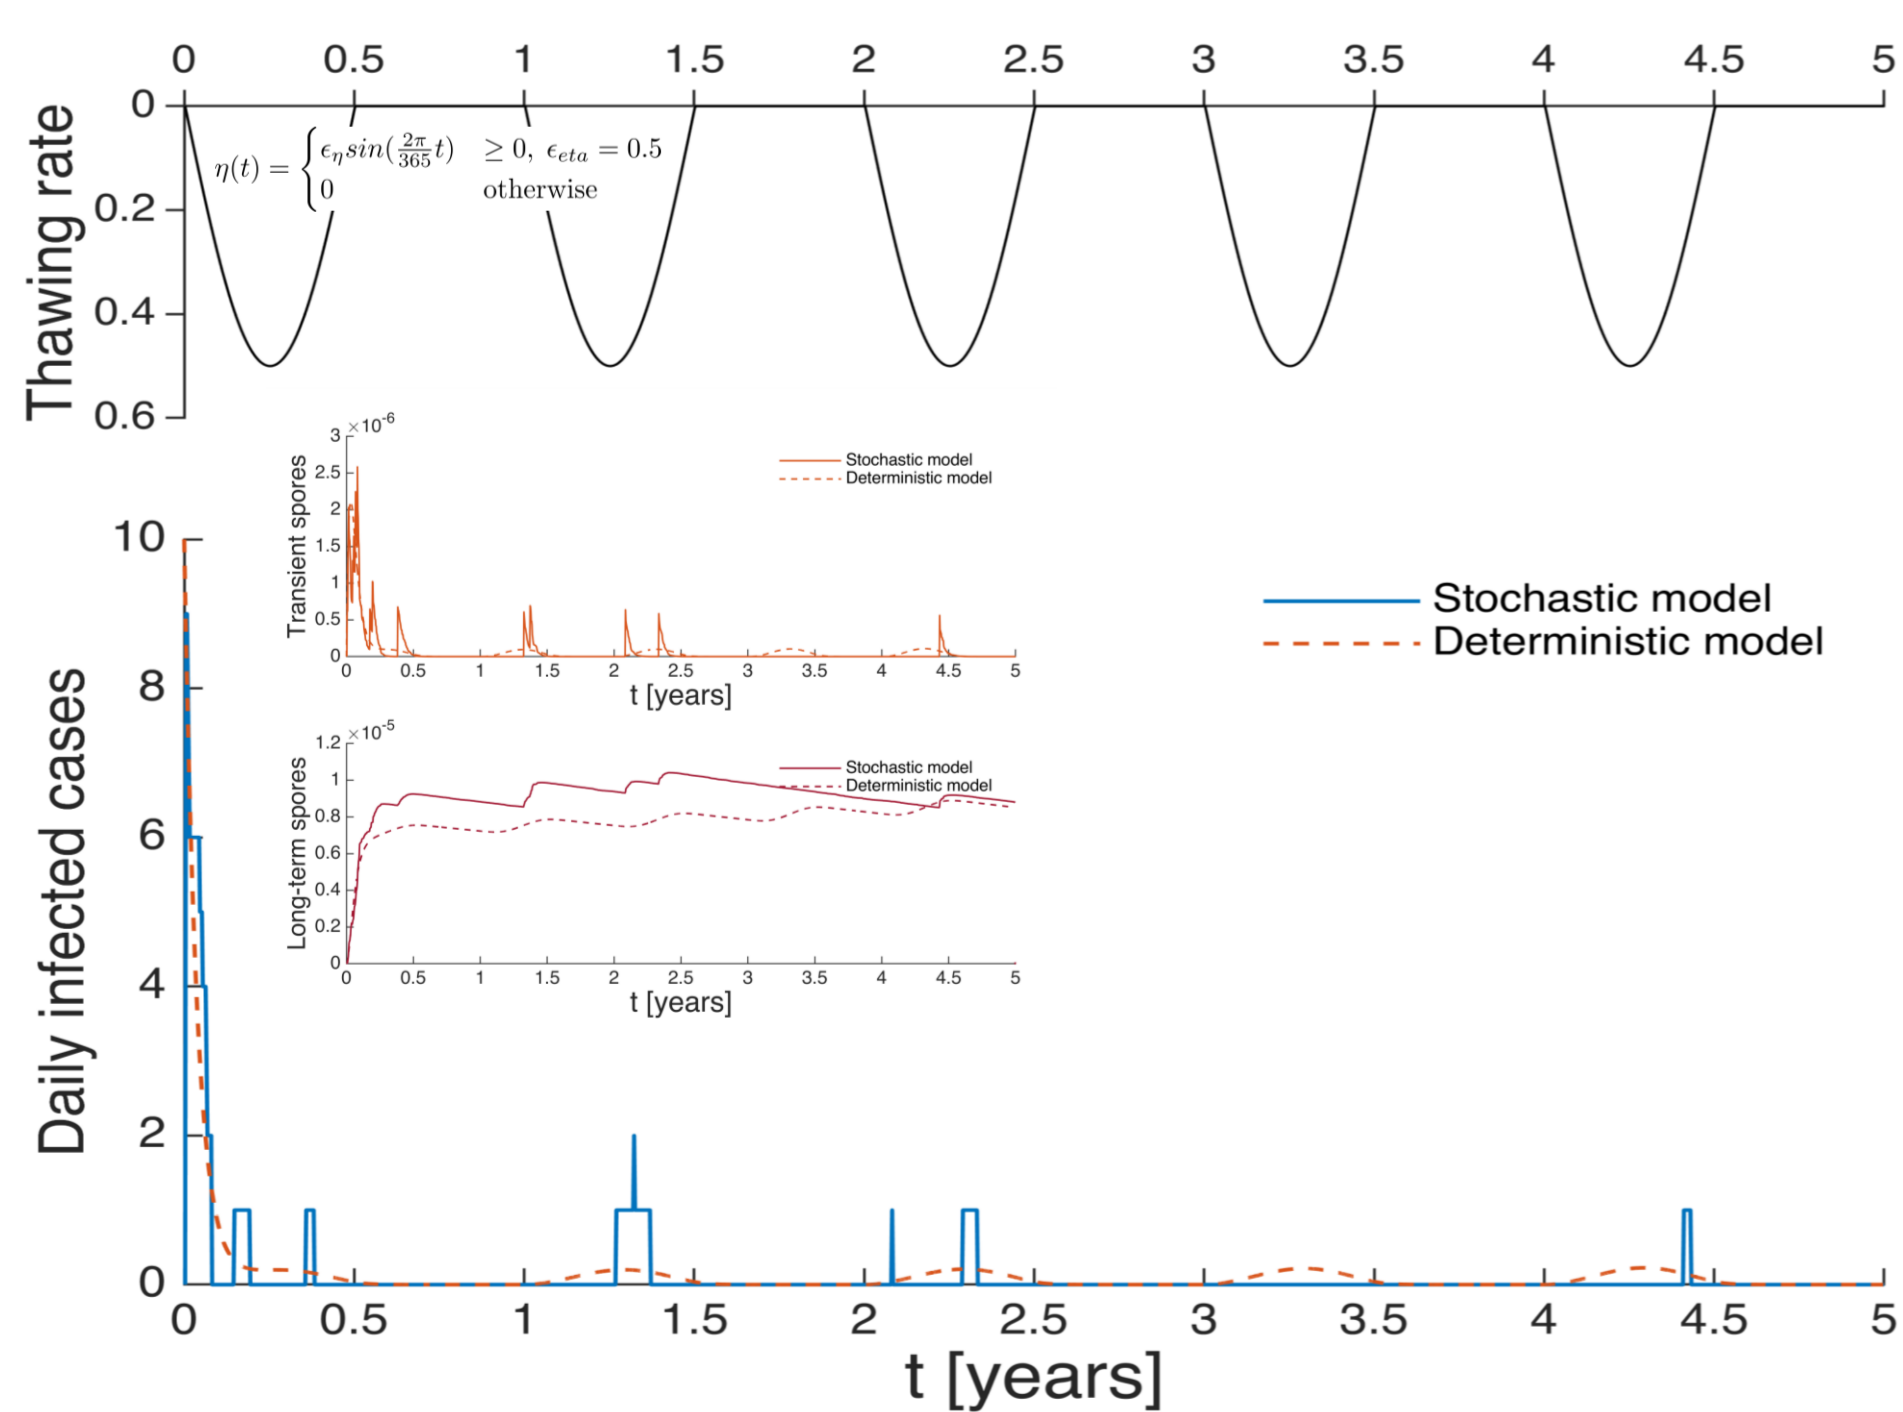 0 0.5 1 1.5 2 2.5 3 3.5 4 4.5 5
Thawing rate
0
0.2
0.4
0.6
η(t) = { ϵ_η sin(2π/365 t) ≥ 0, ϵ_eta = 0.5
0 otherwise
×10^-6
Transient spores
3
2.5
2
1.5
1
0.5
0
Stochastic model
Deterministic model
0 0.5 1 1.5 2 2.5 3 3.5 4 4.5 5
t [years]
×10^-5
Long-term spores
1.2
1
0.8
0.6
0.4
0.2
0
Stochastic model
Deterministic model
0 0.5 1 1.5 2 2.5 3 3.5 4 4.5 5
t [years]
Daily infected cases
10
8
6
4
2
0
Stochastic model
Deterministic model
0 0.5 1 1.5 2 2.5 3 3.5 4 4.5 5
t [years]